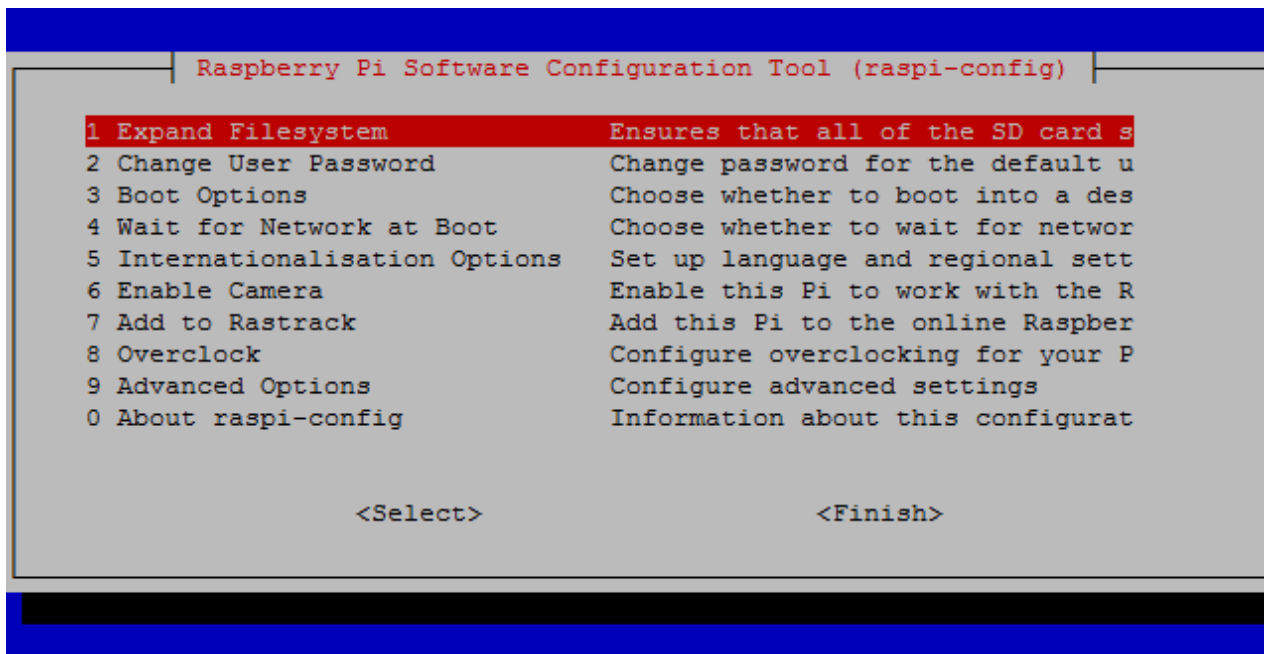 Raspberry Pi Software Configuration Tool (raspi-config)
1 Expand Filesystem Ensures that all of the SD card s
2 Change User Password Change password for the default u
3 Boot Options Choose whether to boot into a des
4 Wait for Network at Boot Choose whether to wait for networ
5 Internationalisation Options Set up language and regional sett
6 Enable Camera Enable this Pi to work with the R
7 Add to Rastrack Add this Pi to the online Raspber
8 Overclock Configure overclocking for your P
9 Advanced Options Configure advanced settings
0 About raspi-config Information about this configurat
<Select> <Finish>